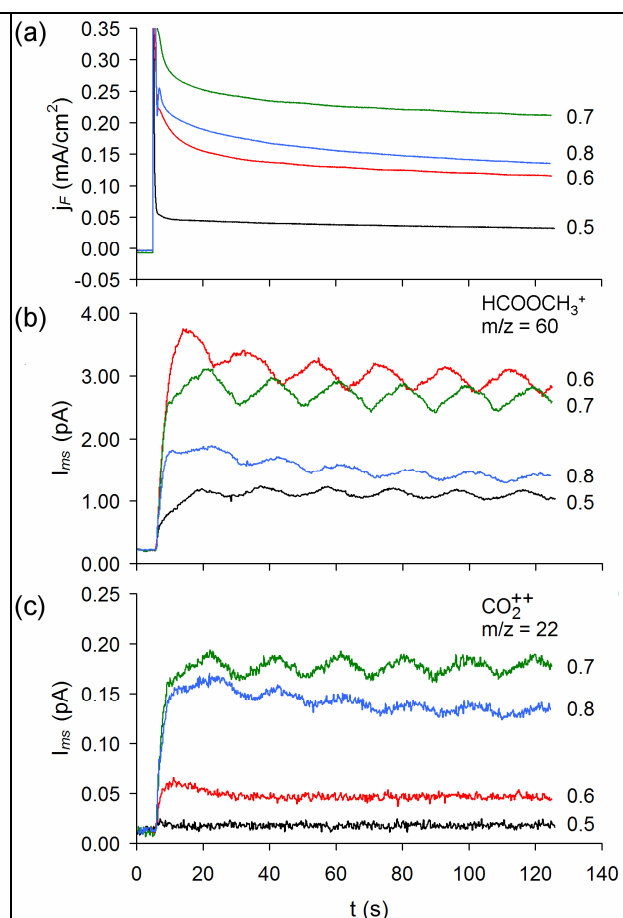 (a)
j_F (mA/cm²)
0.35
0.30
0.25
0.20
0.15
0.10
0.05
0.00
-0.05
0.7
0.8
0.6
0.5
(b)
HCOOCH₃⁺
m/z = 60
I_ms (pA)
4.00
3.00
2.00
1.00
0.00
0.6
0.7
0.8
0.5
(c)
CO₂⁺⁺
m/z = 22
I_ms (pA)
0.25
0.20
0.15
0.10
0.05
0.00
0.7
0.8
0.6
0.5
0 20 40 60 80 100 120 140
t (s)